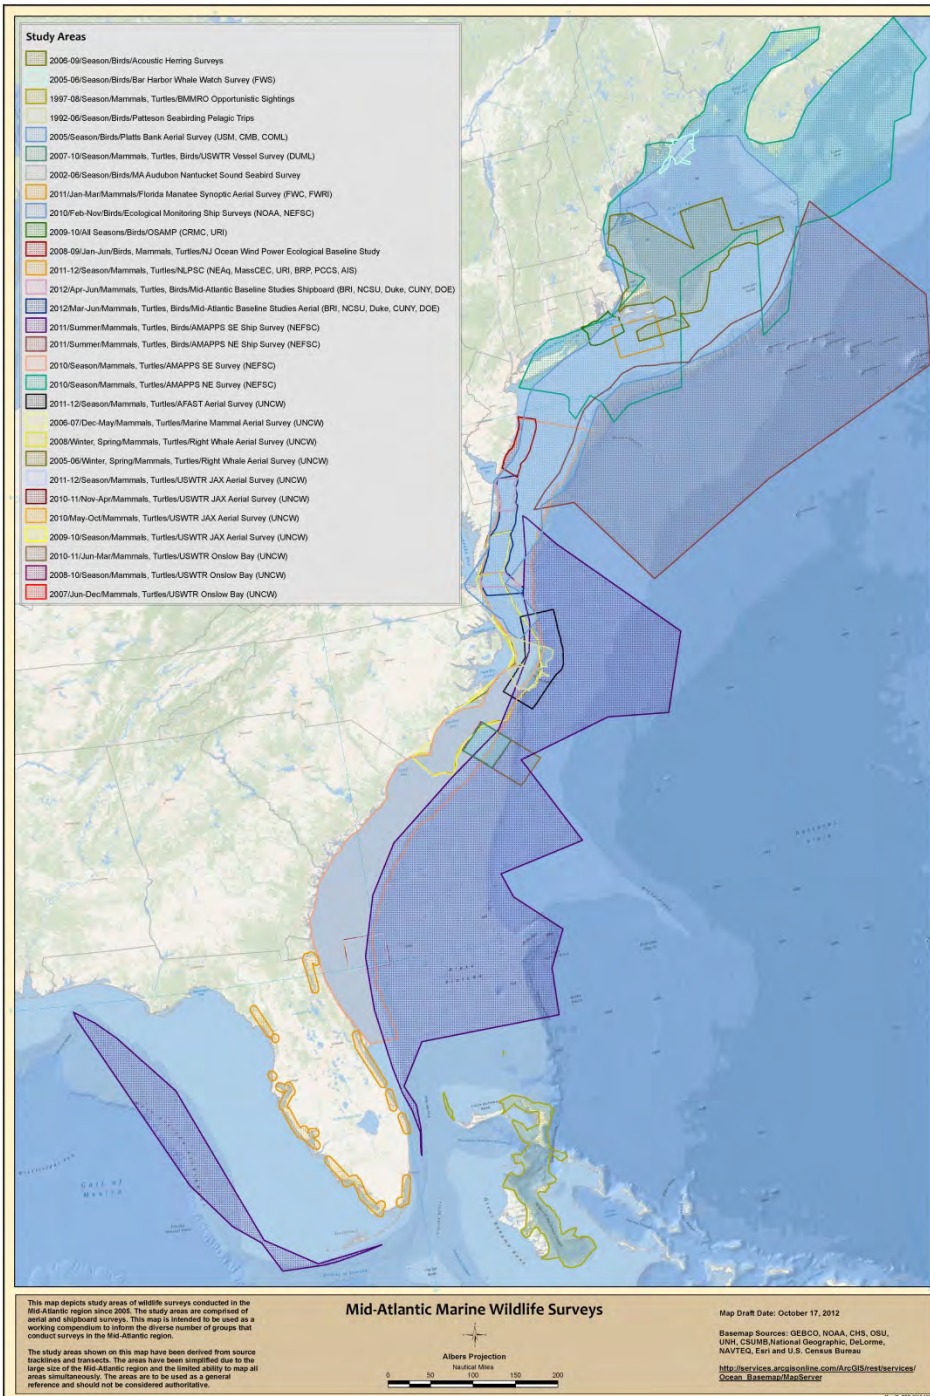 Study Areas
2006-09/Season/Birds/Acoustic Herring Surveys
2005-06/Season/Birds/Bar Harbor Whale Watch Survey (FWS)
1997-08/Season/Mammals, Turtles/BMMRO Opportunistic Sightings
1992-06/Season/Birds/Patteson Seabirding Pelagic Trips
2005/Season/Birds/Platts Bank Aerial Survey (USM, CMB, COML)
2007-10/Season/Mammals, Turtles, Birds/USWTR Vessel Survey (DUML)
2002-06/Season/Birds/MA Audubon Nantucket Sound Seabird Survey
2011/Jan-Mar/Mammals/Florida Manatee Synoptic Aerial Survey (FWC, FWRI)
2010/Feb-Nov/Birds/Ecological Monitoring Ship Surveys (NOAA, NEFSC)
2009-10/All Seasons/Birds/OSAMP (CRMC, URI)
2008-09/Jan-Jun/Birds, Mammals, Turtles/NJ Ocean Wind Power Ecological Baseline Study
2011-12/Season/Mammals, Turtles/NLPSC (NEAq, MassCEC, URI, BRP, PCCS, AIS)
2012/Apr-Jun/Mammals, Turtles, Birds/Mid-Atlantic Baseline Studies Shipboard (BRI, NCSU, Duke, CUNY, DOE)
2012/Mar-Jun/Mammals, Turtles, Birds/Mid-Atlantic Baseline Studies Aerial (BRI, NCSU, Duke, CUNY, DOE)
2011/Summer/Mammals, Turtles, Birds/AMAPPS SE Ship Survey (NEFSC)
2011/Summer/Mammals, Turtles, Birds/AMAPPS NE Ship Survey (NEFSC)
2010/Season/Mammals, Turtles/AMAPPS SE Survey (NEFSC)
2010/Season/Mammals, Turtles/AMAPPS NE Survey (NEFSC)
2011-12/Season/Mammals, Turtles/AFAST Aerial Survey (UNCW)
2006-07/Dec-May/Mammals, Turtles/Marine Mammal Aerial Survey (UNCW)
2008/Winter, Spring/Mammals, Turtles/Right Whale Aerial Survey (UNCW)
2005-06/Winter, Spring/Mammals, Turtles/Right Whale Aerial Survey (UNCW)
2011-12/Season/Mammals, Turtles/USWTR JAX Aerial Survey (UNCW)
2010-11/Nov-Apr/Mammals, Turtles/USWTR JAX Aerial Survey (UNCW)
2010/May-Oct/Mammals, Turtles/USWTR JAX Aerial Survey (UNCW)
2009-10/Season/Mammals, Turtles/USWTR JAX Aerial Survey (UNCW)
2010-11/Jun-Mar/Mammals, Turtles/USWTR Onslow Bay (UNCW)
2008-10/Season/Mammals, Turtles/USWTR Onslow Bay (UNCW)
2007/Jun-Dec/Mammals, Turtles/USWTR Onslow Bay (UNCW)
Gulf of
Mexico
This map depicts study areas of wildlife surveys conducted in the
Mid-Atlantic region since 2005. The study areas are comprised of
aerial and shipboard surveys. This map is intended to be used as a
working compendium to inform the diverse number of groups that
conduct surveys in the Mid-Atlantic region.
The study areas shown on this map have been derived from source
tracklines and transects. The areas have been simplified due to the
large size of the Mid-Atlantic region and the limited ability to map all
areas simultaneously. The areas are to be used as a general
reference and should not be considered authoritative.
Mid-Atlantic Marine Wildlife Surveys
Albers Projection
Nautical Miles
0 50 100 200
Map Draft Date: October 17, 2012
Basemap Sources: GEBCO, NOAA, CHS, OSU,
UNH, CSUMB,National Geographic, DeLorme,
NAVTEQ, Esri and U.S. Census Bureau
http://services.arcgisonline.com/ArcGIS/rest/services/
Ocean_Basemap/MapServer